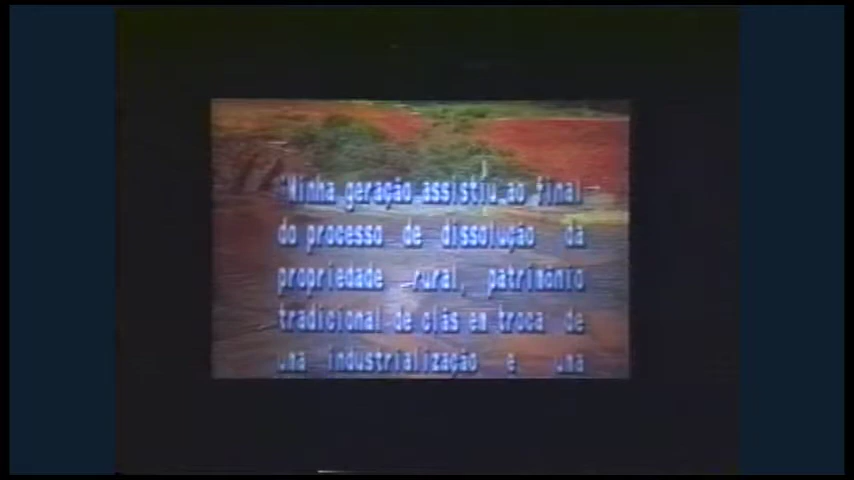 "Minha geração assistiu ao final
do processo de dissolução da
propriedade rural, patrimônio
tradicional de clãs em troca de
uma industrialização e uma